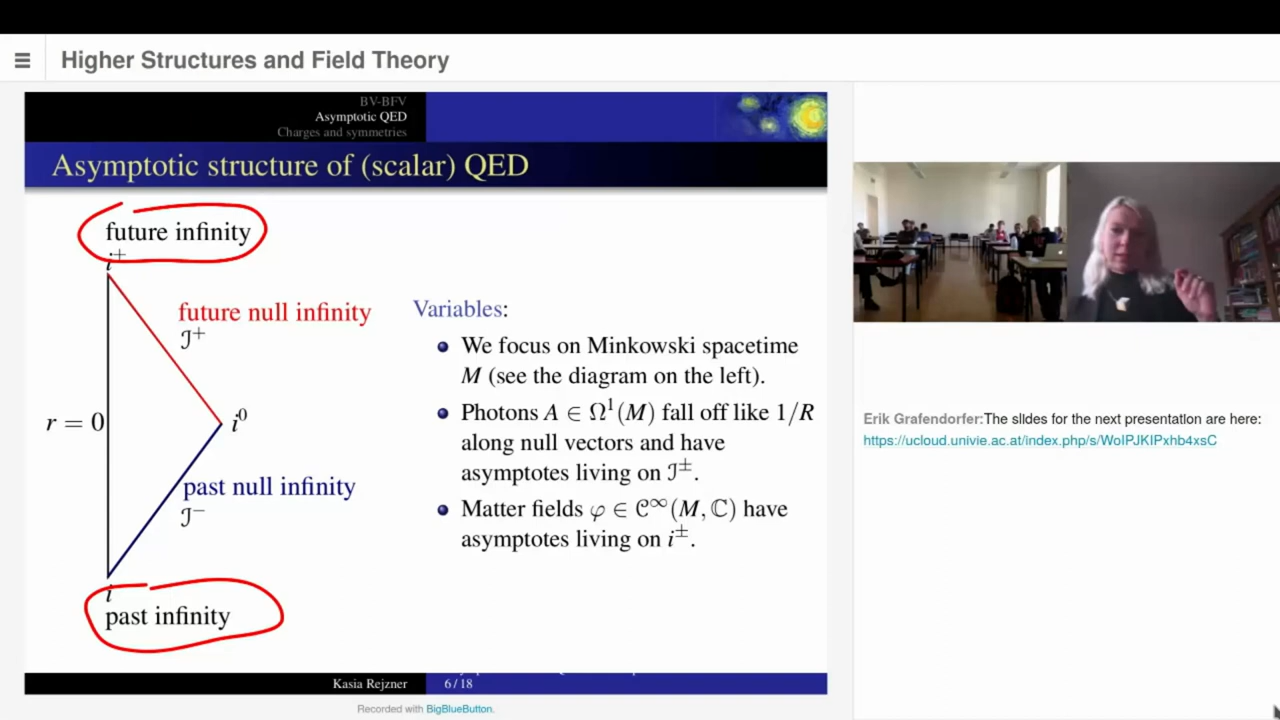 Higher Structures and Field Theory
BV-BFV
Asymptotic QED
Charges and symmetries
Asymptotic structure of (scalar) QED
future infinity
i⁺
future null infinity
ℐ⁺
r = 0
i⁰
past null infinity
ℐ⁻
i
past infinity
Variables:
We focus on Minkowski spacetime
M (see the diagram on the left).
Photons A ∈ Ω¹(M) fall off like 1/R
along null vectors and have
asymptotes living on ℐ±.
Matter fields φ ∈ 𝒞∞(M, ℂ) have
asymptotes living on i±.
Kasia Rejzner
6 / 18
Recorded with BigBlueButton.
Erik Grafendorfer:The slIdes for the next presentation are here:
https://ucloud.univie.ac.at/index.php/s/WoIPJKIPxhb4xsC